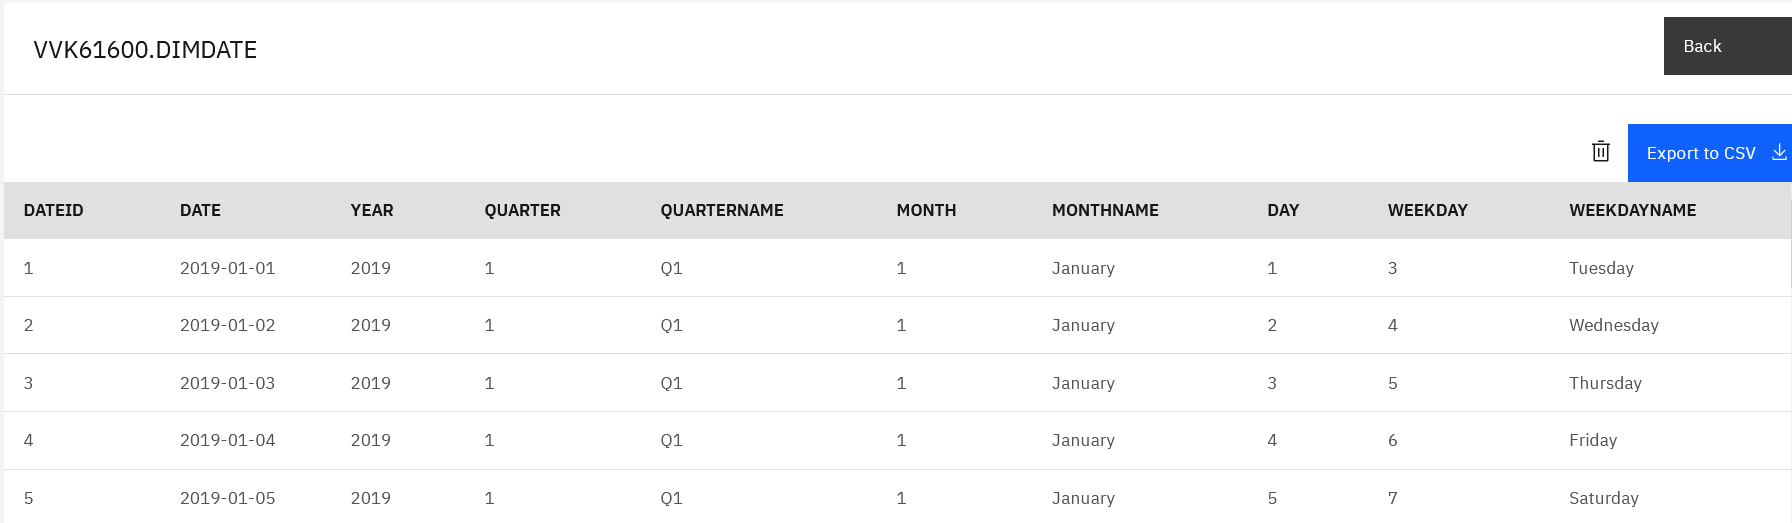 VVK61600.DIMDATE
Back
Export to CSV
DATEID DATE YEAR QUARTER QUARTERNAME MONTH MONTHNAME DAY WEEKDAY WEEKDAYNAME
1 2019-01-01 2019 1 Q1 1 January 1 3 Tuesday
2 2019-01-02 2019 1 Q1 1 January 2 4 Wednesday
3 2019-01-03 2019 1 Q1 1 January 3 5 Thursday
4 2019-01-04 2019 1 Q1 1 January 4 6 Friday
5 2019-01-05 2019 1 Q1 1 January 5 7 Saturday